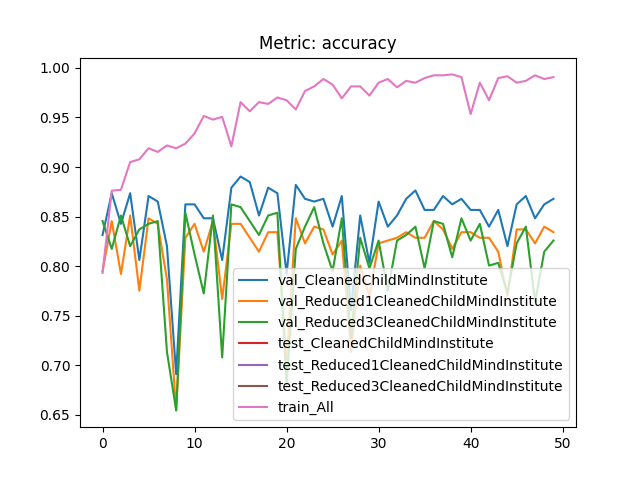 Metric: accuracy
1.00
0.95
0.90
0.85
0.80
0.75
0.70
0.65
val_CleanedChildMindInstitute
val_Reduced1CleanedChildMindInstitute
val_Reduced3CleanedChildMindInstitute
test_CleanedChildMindInstitute
test_Reduced1CleanedChildMindInstitute
test_Reduced3CleanedChildMindInstitute
train_All
0 10 20 30 40 50